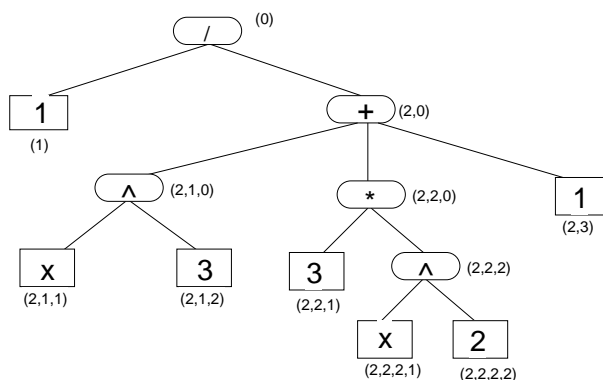 / (0)
1 + (2,0)
(1)
^ (2,1,0) * (2,2,0) 1
(2,3)
x 3 3 ^ (2,2,2)
(2,1,1) (2,1,2) (2,2,1)
x 2
(2,2,2,1) (2,2,2,2)